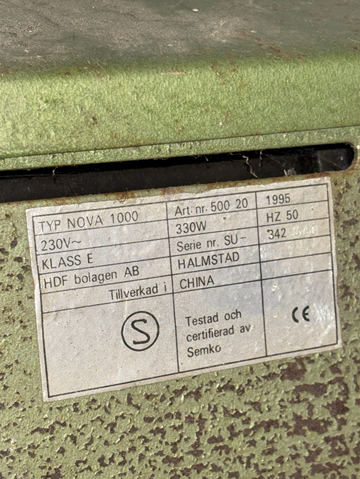 TYP NOVA 1000 Art. nr. 500 20 1995
230V~ 330W HZ 50
KLASS E Serie nr. SU- 342
HDF bolagen AB HALMSTAD
Tillverkad i CHINA
S Testad och
certifierad av
Semko CE